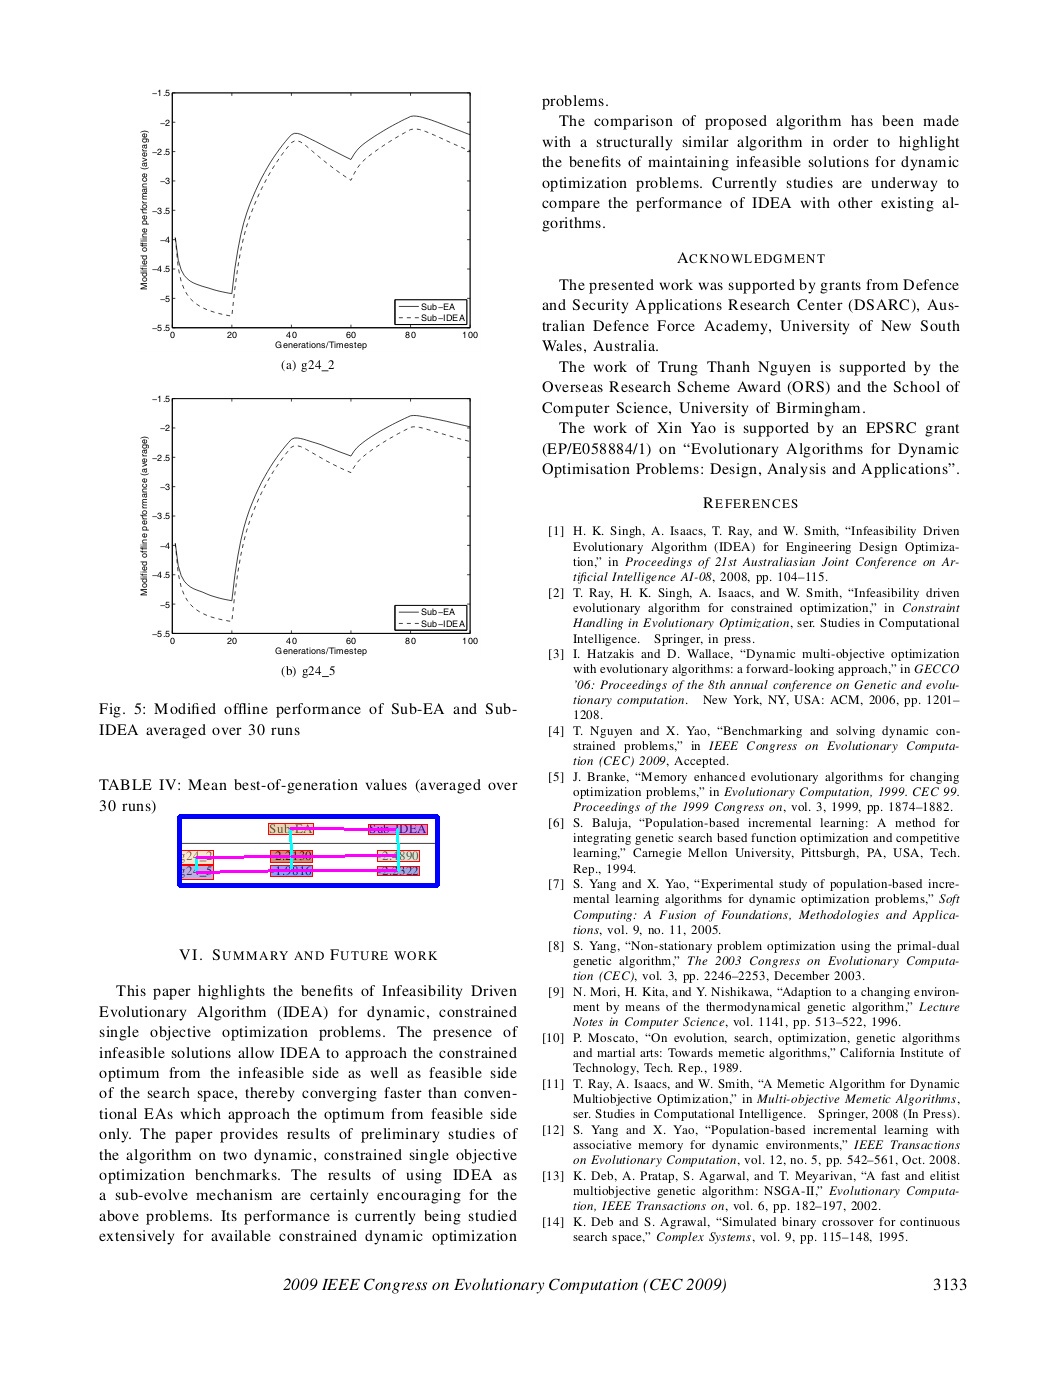 −1.5
−2
−2.5
−3
−3.5
−4
−4.5
−5
−5.5
0 20 40 60 80 100
Generations/Timestep
Modified offline performance (average)
Sub−EA
Sub−IDEA
(a) g24_2
−1.5
−2
−2.5
−3
−3.5
−4
−4.5
−5
−5.5
0 20 40 60 80 100
Generations/Timestep
Modified offline performance (average)
Sub−EA
Sub−IDEA
(b) g24_5
Fig. 5: Modified offline performance of Sub-EA and Sub-
IDEA averaged over 30 runs
TABLE IV: Mean best-of-generation values (averaged over
30 runs)
Sub-EA Sub-IDEA
VI. SUMMARY AND FUTURE WORK
This paper highlights the benefits of Infeasibility Driven
Evolutionary Algorithm (IDEA) for dynamic, constrained
single objective optimization problems. The presence of
infeasible solutions allow IDEA to approach the constrained
optimum from the infeasible side as well as feasible side
of the search space, thereby converging faster than conven-
tional EAs which approach the optimum from feasible side
only. The paper provides results of preliminary studies of
the algorithm on two dynamic, constrained single objective
optimization benchmarks. The results of using IDEA as
a sub-evolve mechanism are certainly encouraging for the
above problems. Its performance is currently being studied
extensively for available constrained dynamic optimization
problems.
The comparison of proposed algorithm has been made
with a structurally similar algorithm in order to highlight
the benefits of maintaining infeasible solutions for dynamic
optimization problems. Currently studies are underway to
compare the performance of IDEA with other existing al-
gorithms.
ACKNOWLEDGMENT
The presented work was supported by grants from Defence
and Security Applications Research Center (DSARC), Aus-
tralian Defence Force Academy, University of New South
Wales, Australia.
The work of Trung Thanh Nguyen is supported by the
Overseas Research Scheme Award (ORS) and the School of
Computer Science, University of Birmingham.
The work of Xin Yao is supported by an EPSRC grant
(EP/E058884/1) on “Evolutionary Algorithms for Dynamic
Optimisation Problems: Design, Analysis and Applications”.
REFERENCES
[1] H. K. Singh, A. Isaacs, T. Ray, and W. Smith, “Infeasibility Driven
Evolutionary Algorithm (IDEA) for Engineering Design Optimiza-
tion,” in Proceedings of 21st Australiasian Joint Conference on Ar-
tificial Intelligence AI-08, 2008, pp. 104–115.
[2] T. Ray, H. K. Singh, A. Isaacs, and W. Smith, “Infeasibility driven
evolutionary algorithm for constrained optimization,” in Constraint
Handling in Evolutionary Optimization, ser. Studies in Computational
Intelligence. Springer, in press.
[3] I. Hatzakis and D. Wallace, “Dynamic multi-objective optimization
with evolutionary algorithms: a forward-looking approach,” in GECCO
’06: Proceedings of the 8th annual conference on Genetic and evolu-
tionary computation. New York, NY, USA: ACM, 2006, pp. 1201–
1208.
[4] T. Nguyen and X. Yao, “Benchmarking and solving dynamic con-
strained problems,” in IEEE Congress on Evolutionary Computa-
tion (CEC) 2009, Accepted.
[5] J. Branke, “Memory enhanced evolutionary algorithms for changing
optimization problems,” in Evolutionary Computation, 1999. CEC 99.
Proceedings of the 1999 Congress on, vol. 3, 1999, pp. 1874–1882.
[6] S. Baluja, “Population-based incremental learning: A method for
integrating genetic search based function optimization and competitive
learning,” Carnegie Mellon University, Pittsburgh, PA, USA, Tech.
Rep., 1994.
[7] S. Yang and X. Yao, “Experimental study of population-based incre-
mental learning algorithms for dynamic optimization problems,” Soft
Computing: A Fusion of Foundations, Methodologies and Applica-
tions, vol. 9, no. 11, 2005.
[8] S. Yang, “Non-stationary problem optimization using the primal-dual
genetic algorithm,” The 2003 Congress on Evolutionary Computa-
tion (CEC), vol. 3, pp. 2246–2253, December 2003.
[9] N. Mori, H. Kita, and Y. Nishikawa, “Adaption to a changing environ-
ment by means of the thermodynamical genetic algorithm,” Lecture
Notes in Computer Science, vol. 1141, pp. 513–522, 1996.
[10] P. Moscato, “On evolution, search, optimization, genetic algorithms
and martial arts: Towards memetic algorithms,” California Institute of
Technology, Tech. Rep., 1989.
[11] T. Ray, A. Isaacs, and W. Smith, “A Memetic Algorithm for Dynamic
Multiobjective Optimization,” in Multi-objective Memetic Algorithms,
ser. Studies in Computational Intelligence. Springer, 2008 (In Press).
[12] S. Yang and X. Yao, “Population-based incremental learning with
associative memory for dynamic environments,” IEEE Transactions
on Evolutionary Computation, vol. 12, no. 5, pp. 542–561, Oct. 2008.
[13] K. Deb, A. Pratap, S. Agarwal, and T. Meyarivan, “A fast and elitist
multiobjective genetic algorithm: NSGA-II,” Evolutionary Computa-
tion, IEEE Transactions on, vol. 6, pp. 182–197, 2002.
[14] K. Deb and S. Agrawal, “Simulated binary crossover for continuous
search space,” Complex Systems, vol. 9, pp. 115–148, 1995.
2009 IEEE Congress on Evolutionary Computation (CEC 2009)
3133